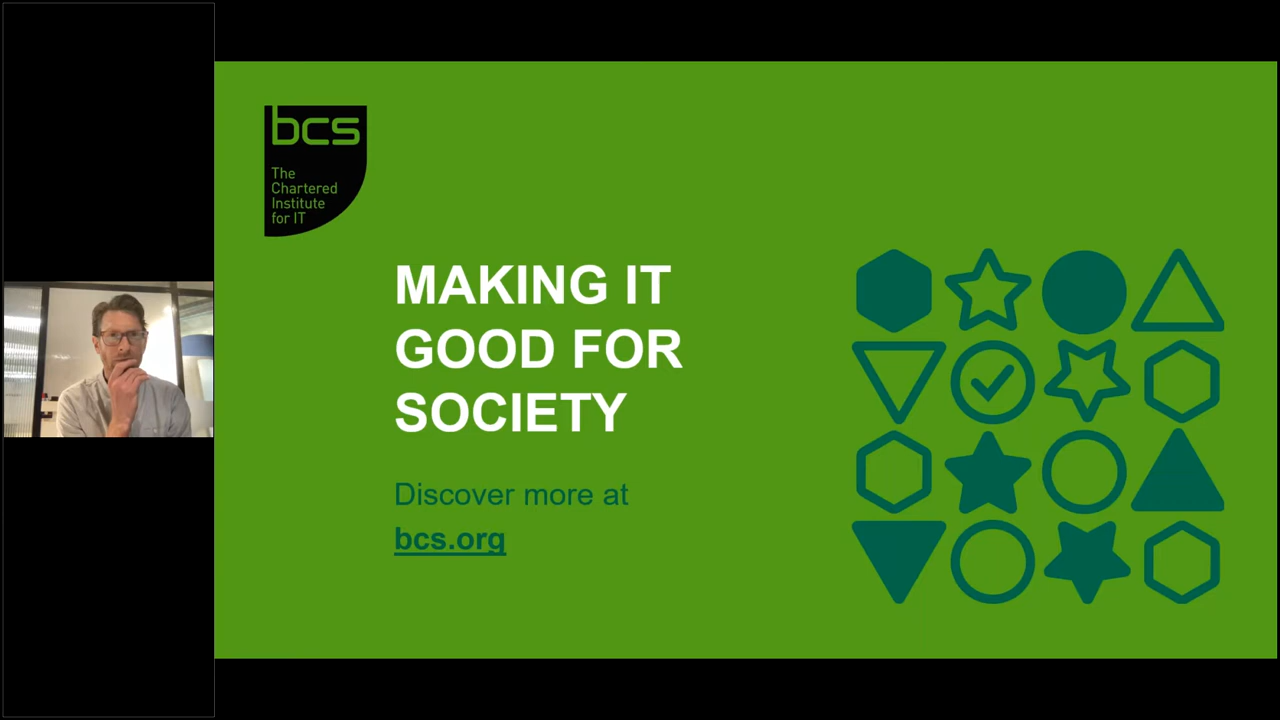 bcs
The
Chartered
Institute
for IT
MAKING IT
GOOD FOR
SOCIETY
Discover more at
bcs.org